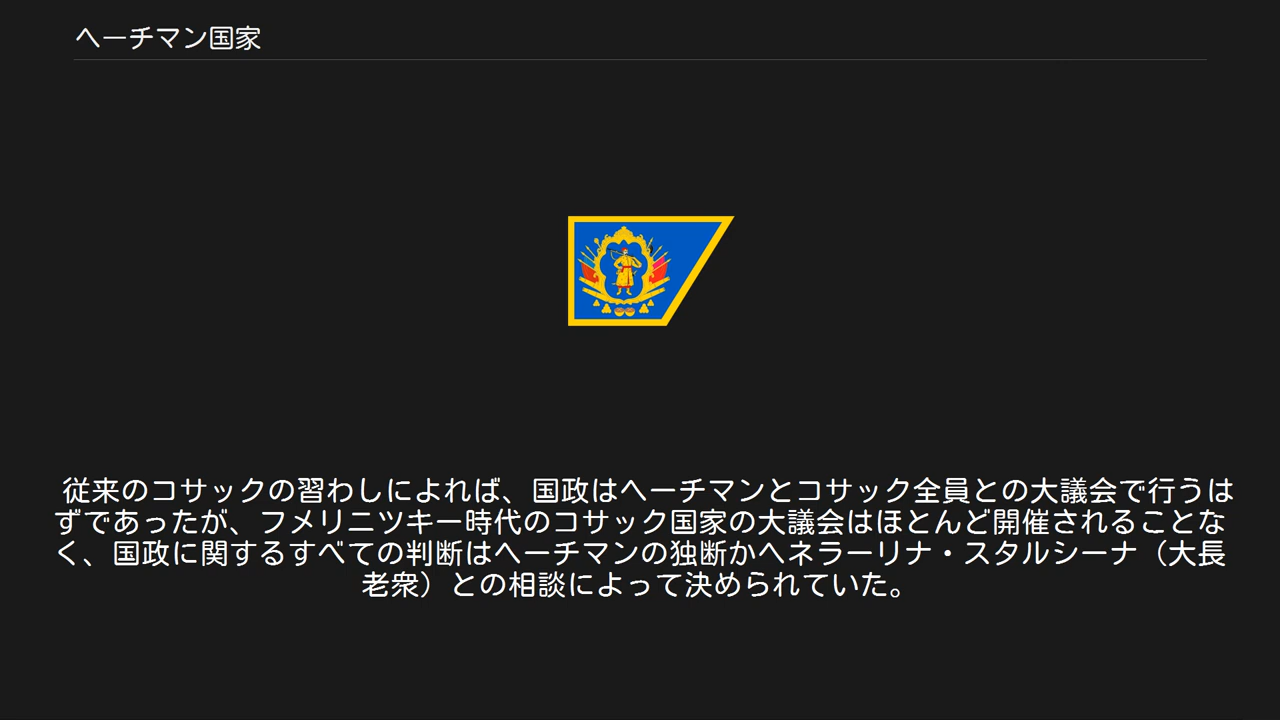 ヘーチマン国家
従来のコサックの習わしによれば、国政はヘーチマンとコサック全員との大議会で行うは
ずであったが、フメリニツキー時代のコサック国家の大議会はほとんど開催されることな
く、国政に関するすべての判断はヘーチマンの独断かヘネラーリナ・スタルシーナ（大長
老衆）との相談によって決められていた。